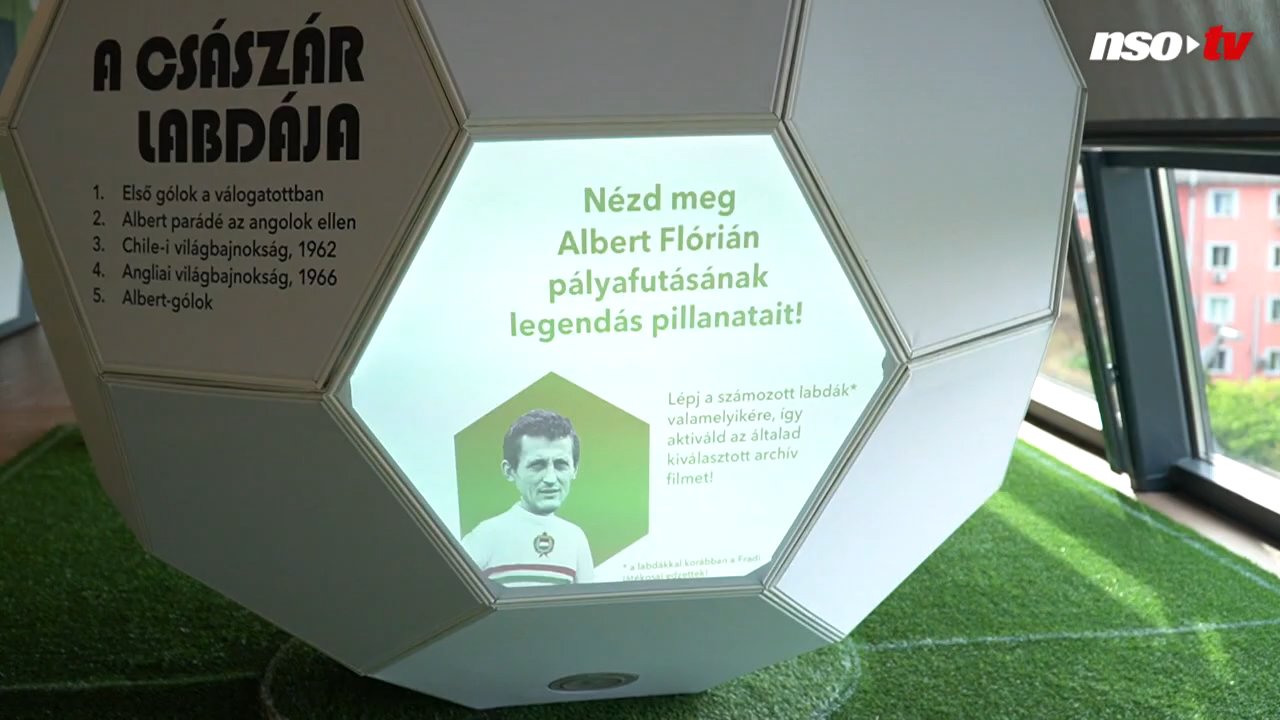 A CSÁSZÁR
LABDÁJA
1. Első gólok a válogatottban
2. Albert parádé az angolok ellen
3. Chile-i világbajnokság, 1962
4. Angliai világbajnokság, 1966
5. Albert-gólok
Nézd meg
Albert Flórián
pályafutásának
legendás pillanatait!
Lépj a számozott labdák*
valamelyikére, így
aktiváld az általad
kiválasztott archív
filmet!
* a labdákkal korábban a Fradi
játékosai edzettek!
nso tv